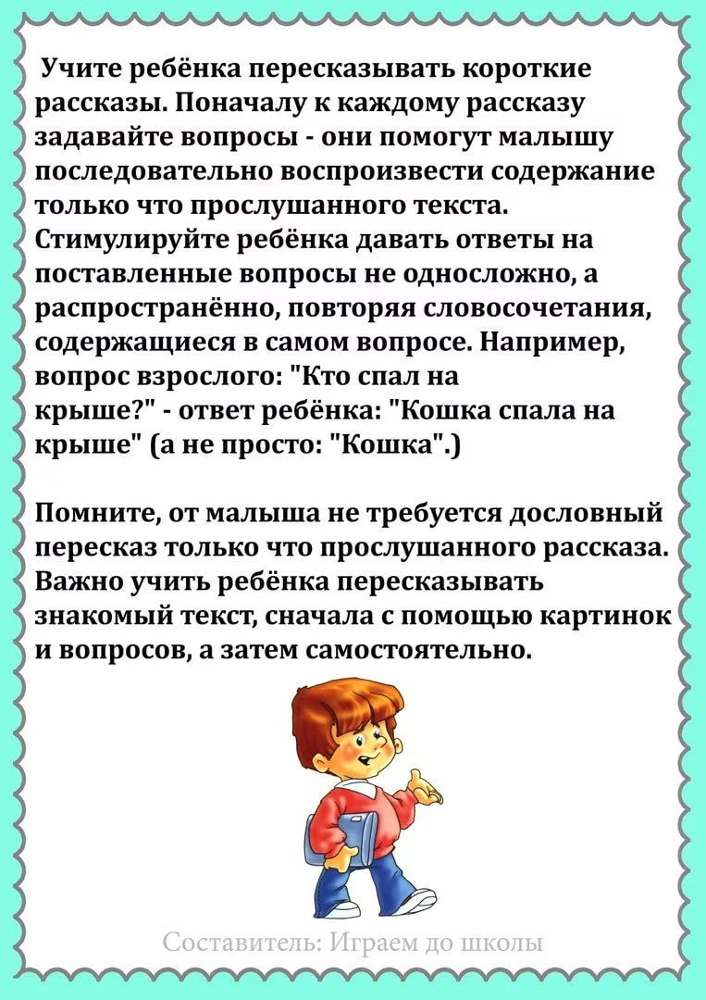 Учите ребёнка пересказывать короткие
рассказы. Поначалу к каждому рассказу
задавайте вопросы - они помогут малышу
последовательно воспроизвести содержание
только что прослушанного текста.
Стимулируйте ребёнка давать ответы на
поставленные вопросы не односложно, а
распространённо, повторяя словосочетания,
содержащиеся в самом вопросе. Например,
вопрос взрослого: "Кто спал на
крыше?" - ответ ребёнка: "Кошка спала на
крыше" (а не просто: "Кошка".)
Помните, от малыша не требуется дословный
пересказ только что прослушанного рассказа.
Важно учить ребёнка пересказывать
знакомый текст, сначала с помощью картинок
и вопросов, а затем самостоятельно.
Составитель: Играем до школы